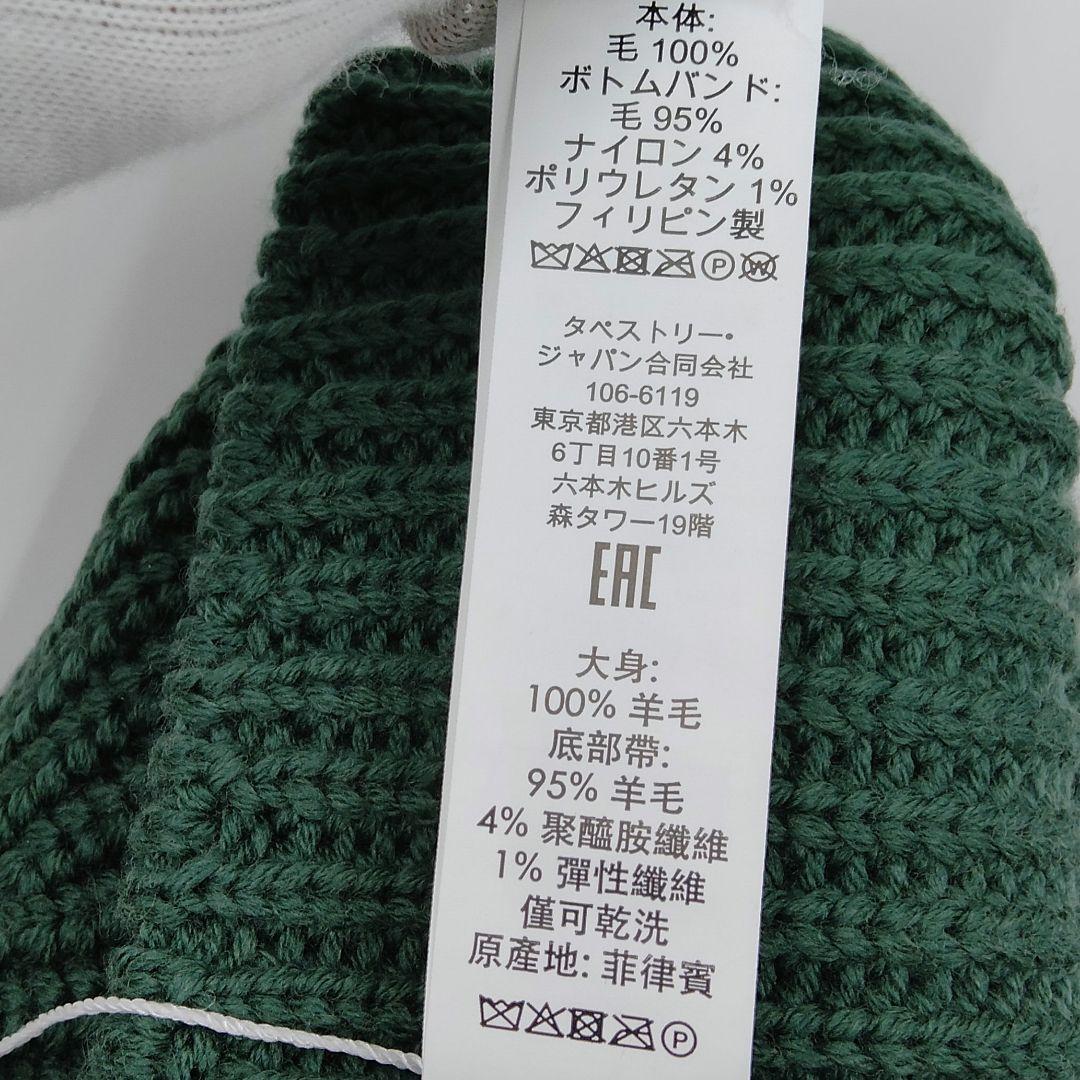 本体:
毛 100%
ボトムバンド:
毛 95%
ナイロン 4%
ポリウレタン 1%
フィリピン製
P W
タペストリー・
ジャパン合同会社
106-6119
東京都港区六本木
6丁目10番1号
六本木ヒルズ
森タワー19階
EAC
大身:
100% 羊毛
底部帶:
95% 羊毛
4% 聚醯胺纖維
1% 彈性纖維
僅可乾洗
原產地: 菲律賓
P